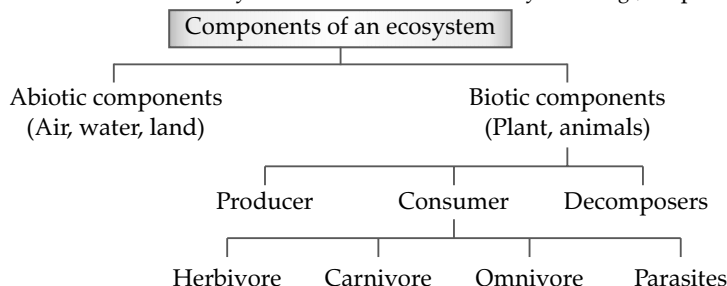 Components of an ecosystem
Abiotic components Biotic components
(Air, water, land) (Plant, animals)
Producer Consumer Decomposers
Herbivore Carnivore Omnivore Parasites